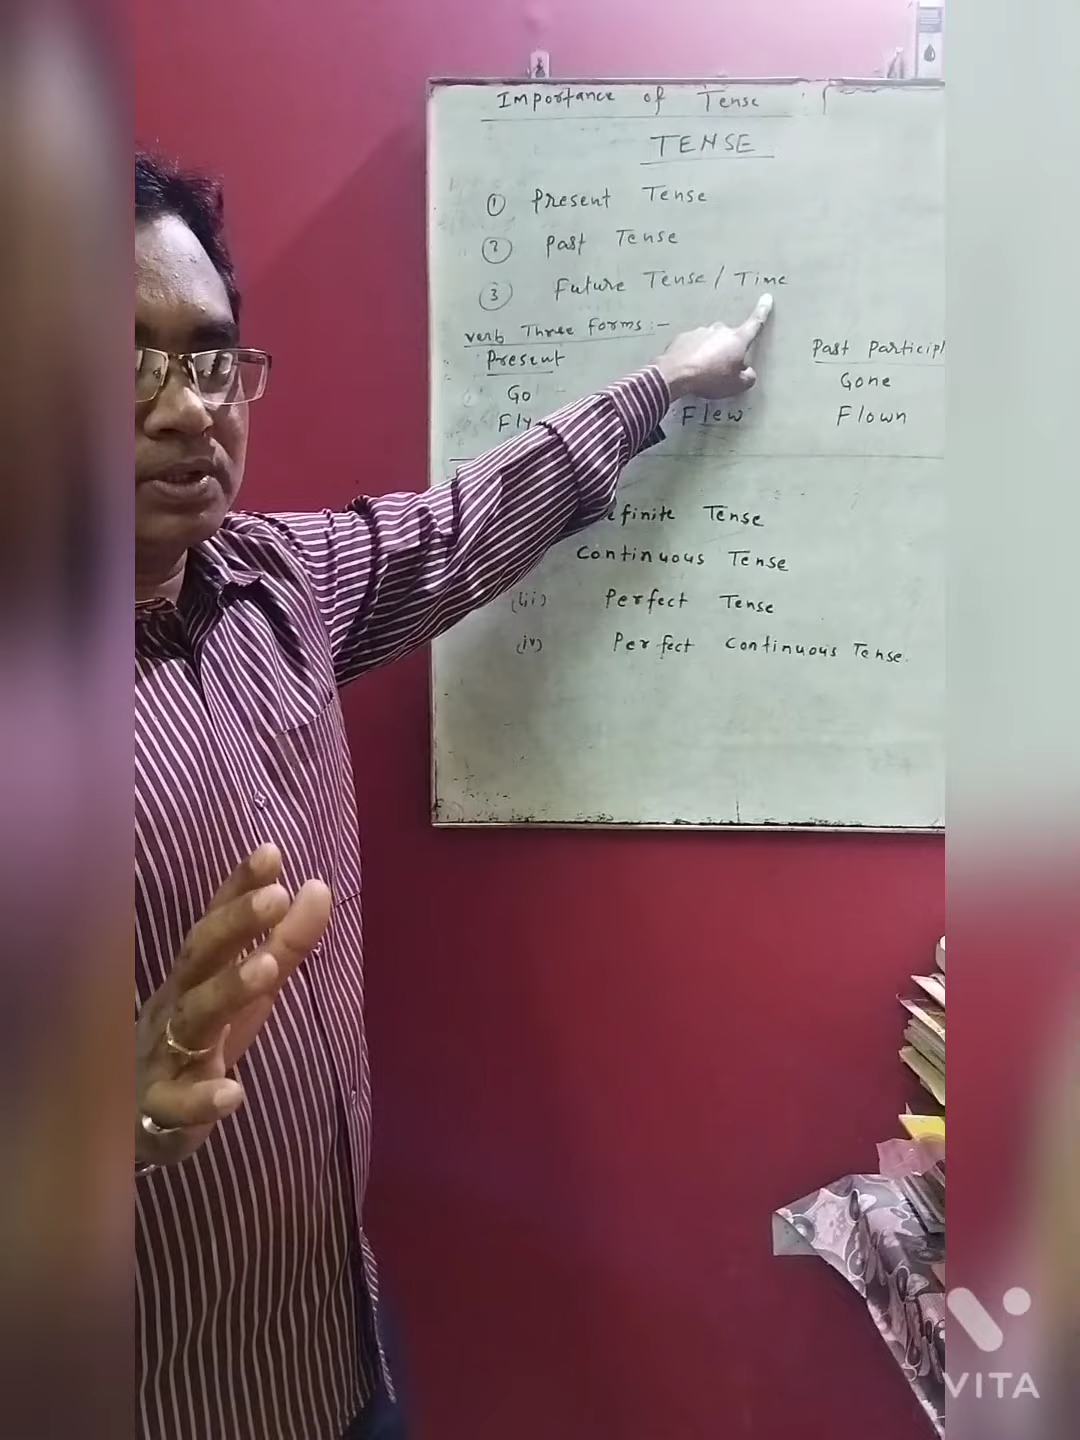 Importance of Tense
TENSE
① Present Tense
② Past Tense
③ Future Tense / Time
Verb Three Forms :-
Present Past Participl
Go Gone
Fly Flew Flown
efinite Tense
Continuous Tense
(iii) Perfect Tense
(iv) Perfect Continuous Tense.
VITA